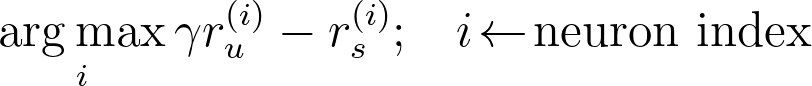 arg max_i γr_u^{(i)} − r_s^{(i)};   i←neuron index